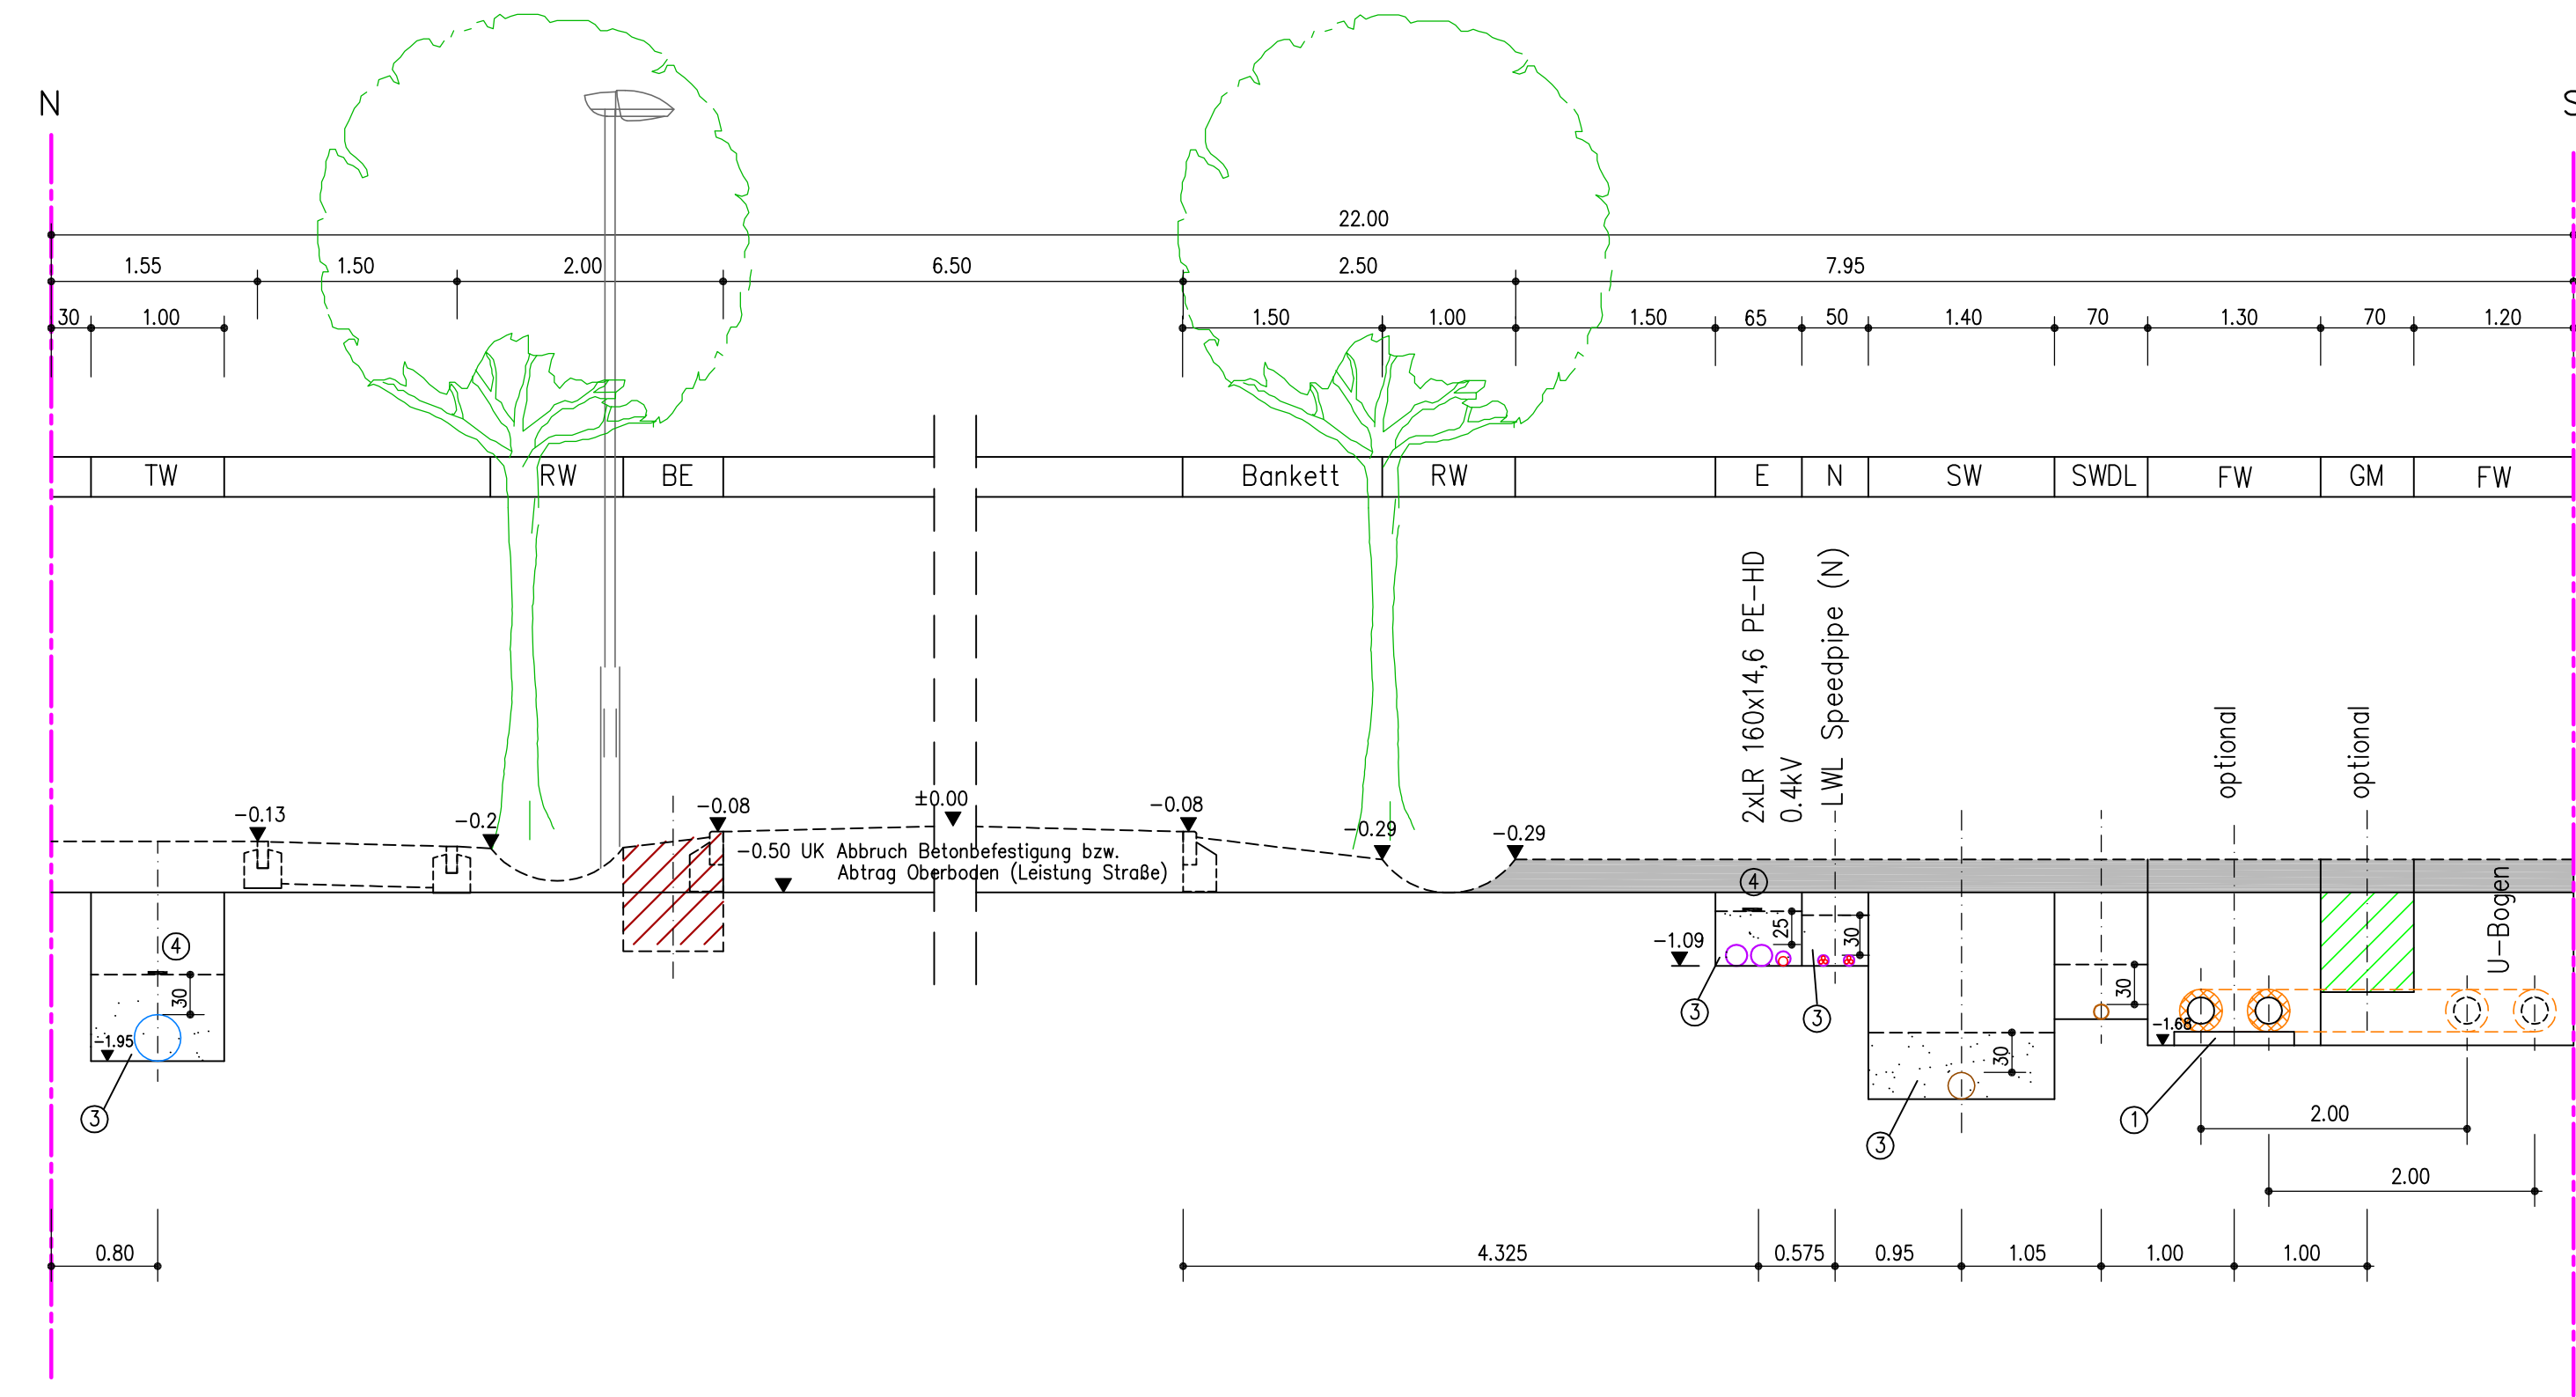 N
S
22.00
1.55 1.50 2.00 6.50 2.50 7.95
30 1.00 1.50 1.00 1.50 65 50 1.40 70 1.30 70 1.20
TW RW BE Bankett RW E N SW SWDL FW GM FW
2xLR 160x14,6 PE-HD
0.4kV
LWL Speedpipe (N)
optional
optional
-0.13
-0.2
-0.08
±0.00
-0.08
-0.29
-0.29
-0.50 UK Abbruch Betonbefestigung bzw.
Abtrag Oberboden (Leistung Straße)
U-Bogen
4
4
25
30
30
30
30
-1.09
-1.95
-1.68
3
3
3
3
1
2.00
2.00
0.80 4.325 0.575 0.95 1.05 1.00 1.00